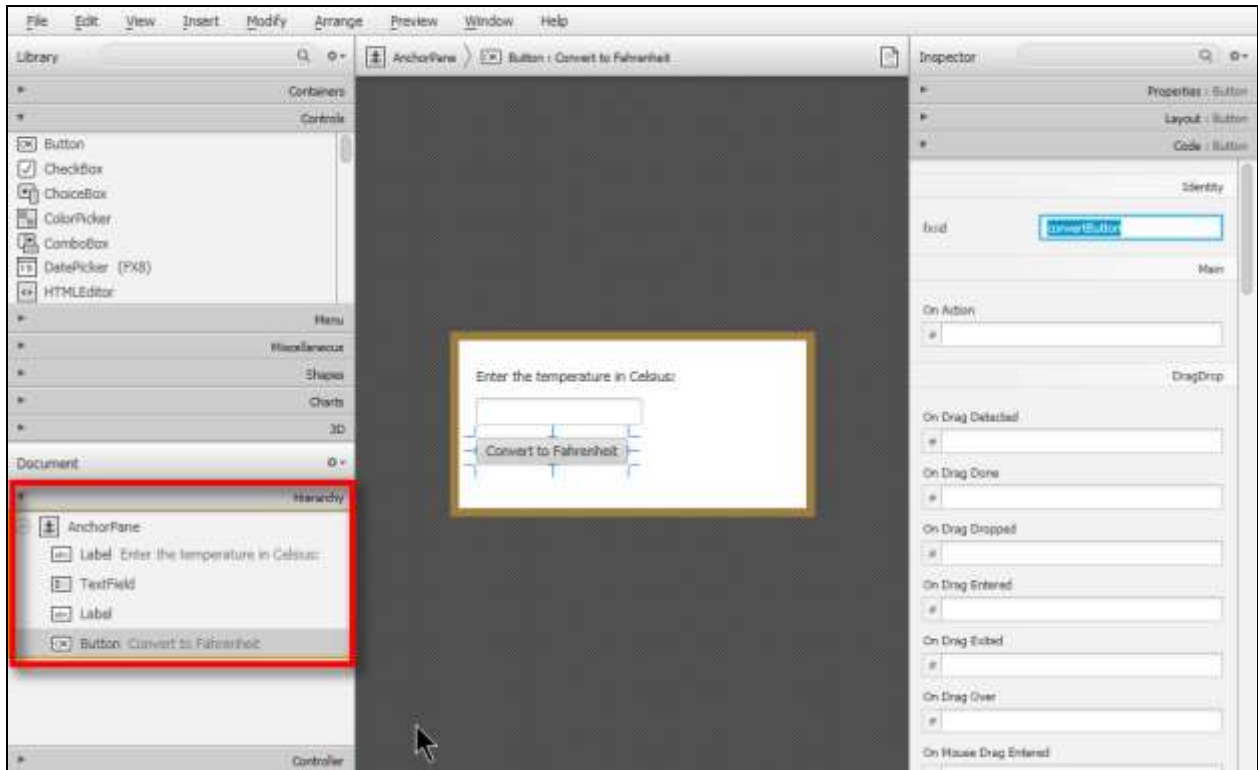 File Edit View Insert Modify Arrange Preview Window Help
Library
AnchorPane Button : Convert to Fahrenheit
Inspector
Containers
Controls
Button
CheckBox
ChoiceBox
ColorPicker
ComboBox
DatePicker (FX8)
HTMLEditor
Menu
Miscellaneous
Shapes
Charts
3D
Document
Hierarchy
AnchorPane
Label Enter the temperature in Celsius:
TextField
Label
Button Convert to Fahrenheit
Controller
Enter the temperature in Celsius:
Convert to Fahrenheit
Properties : Button
Layout : Button
Code : Button
Identity
fx:id convertButton
Main
On Action
#
DragDrop
On Drag Detected
#
On Drag Done
#
On Drag Dropped
#
On Drag Entered
#
On Drag Exited
#
On Drag Over
#
On Mouse Drag Entered